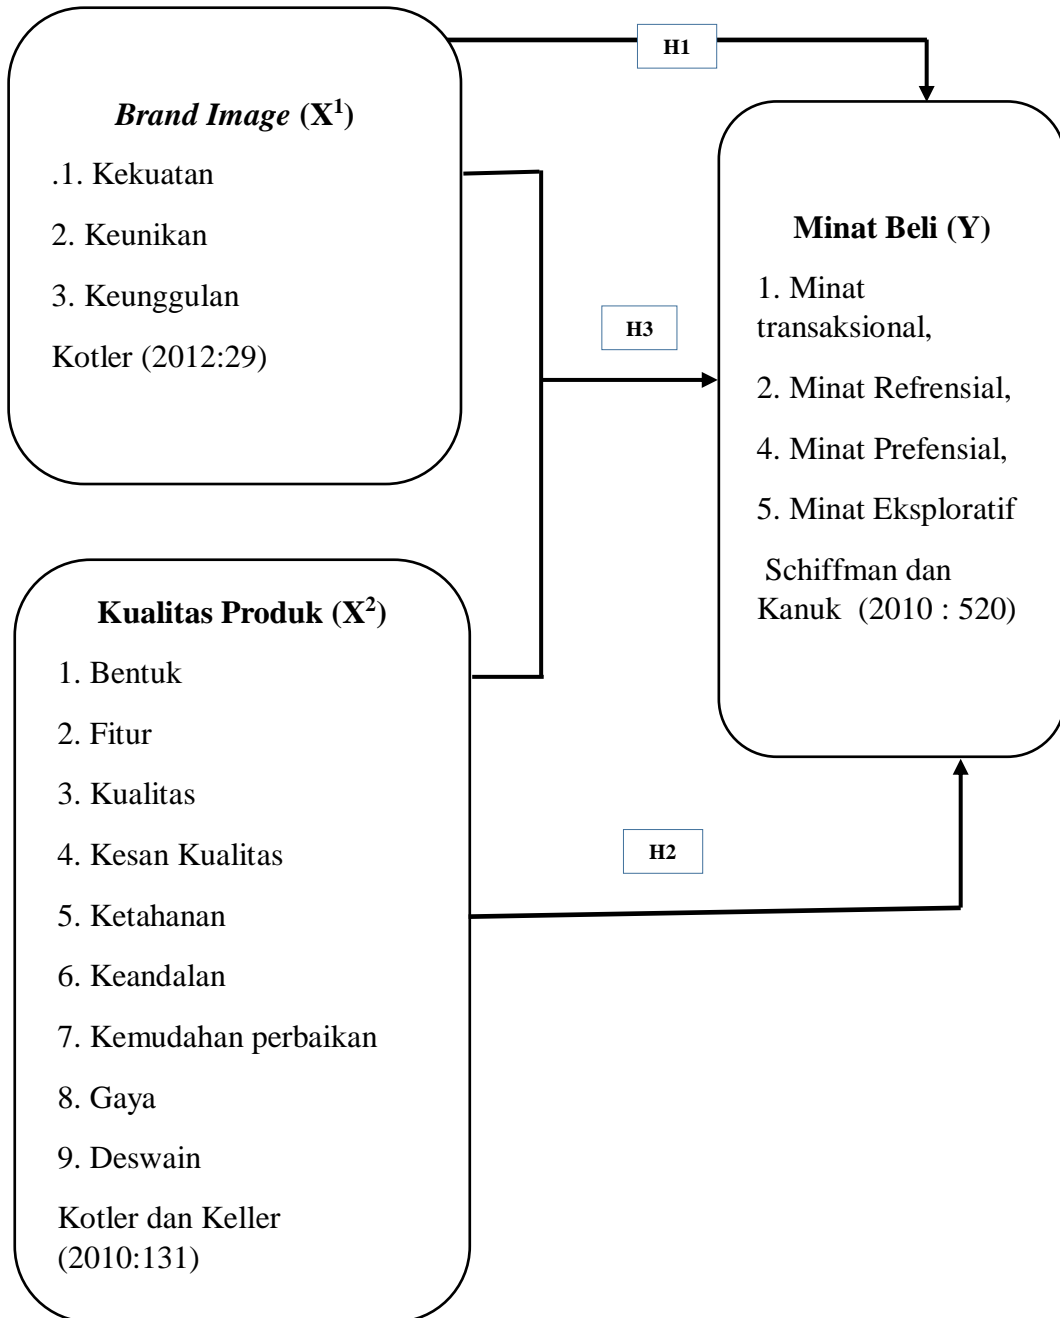 H1
Brand Image (X¹)
.1. Kekuatan
2. Keunikan
3. Keunggulan
Kotler (2012:29)
H3
Minat Beli (Y)
1. Minat
transaksional,
2. Minat Refrensial,
4. Minat Prefensial,
5. Minat Eksploratif
Schiffman dan
Kanuk (2010 : 520)
Kualitas Produk (X²)
1. Bentuk
2. Fitur
3. Kualitas
4. Kesan Kualitas
5. Ketahanan
6. Keandalan
7. Kemudahan perbaikan
8. Gaya
9. Deswain
Kotler dan Keller
(2010:131)
H2